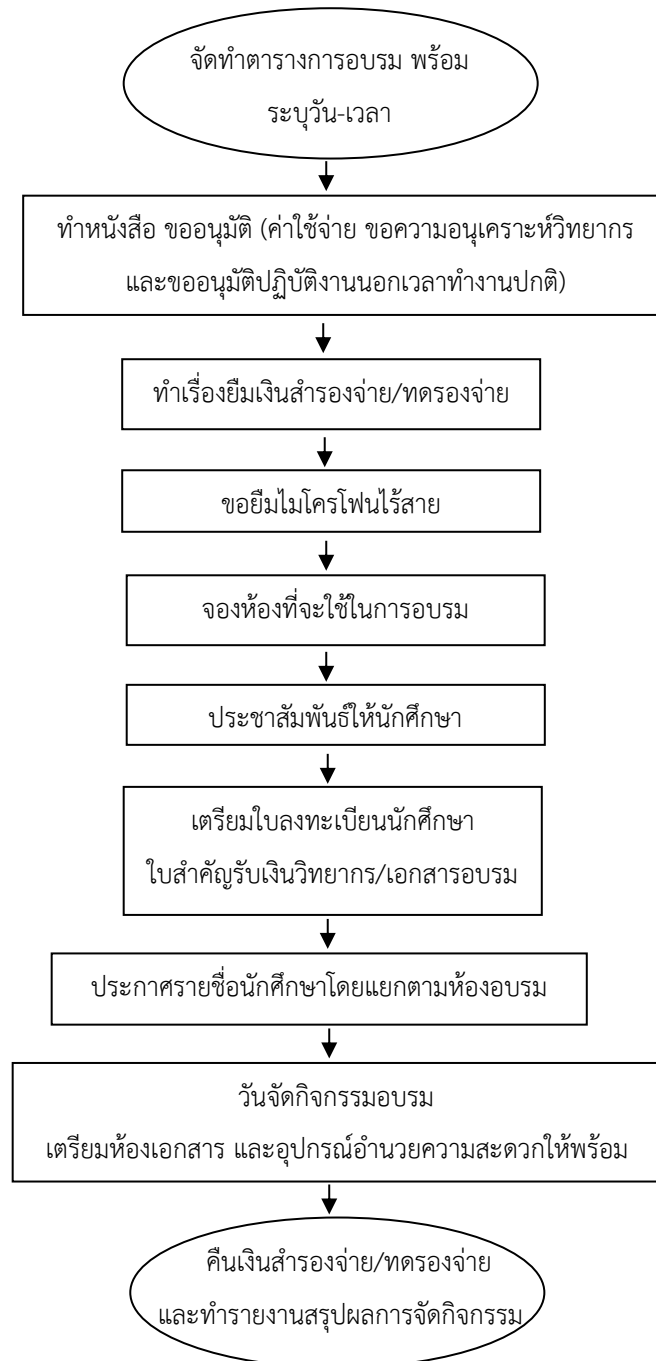 จัดทำตารางการอบรม พร้อม
ระบุวัน-เวลา
ทำหนังสือ ขออนุมัติ (ค่าใช้จ่าย ขอความอนุเคราะห์วิทยากร
และขออนุมัติปฏิบัติงานนอกเวลาทำงานปกติ)
ทำเรื่องยืมเงินสำรองจ่าย/ทดรองจ่าย
ขอยืมไมโครโฟนไร้สาย
จองห้องที่จะใช้ในการอบรม
ประชาสัมพันธ์ให้นักศึกษา
เตรียมใบลงทะเบียนนักศึกษา
ใบสำคัญรับเงินวิทยากร/เอกสารอบรม
ประกาศรายชื่อนักศึกษาโดยแยกตามห้องอบรม
วันจัดกิจกรรมอบรม
เตรียมห้องเอกสาร และอุปกรณ์อำนวยความสะดวกให้พร้อม
คืนเงินสำรองจ่าย/ทดรองจ่าย
และทำรายงานสรุปผลการจัดกิจกรรม